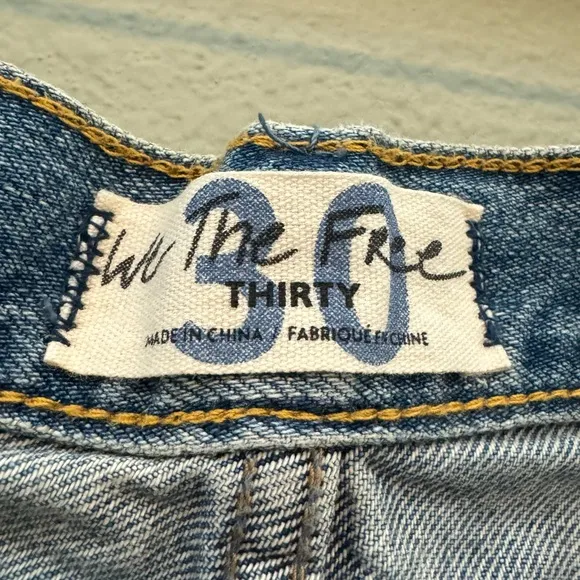 We The Free
30
THIRTY
MADE IN CHINA / FABRIQUÉ EN CHINE